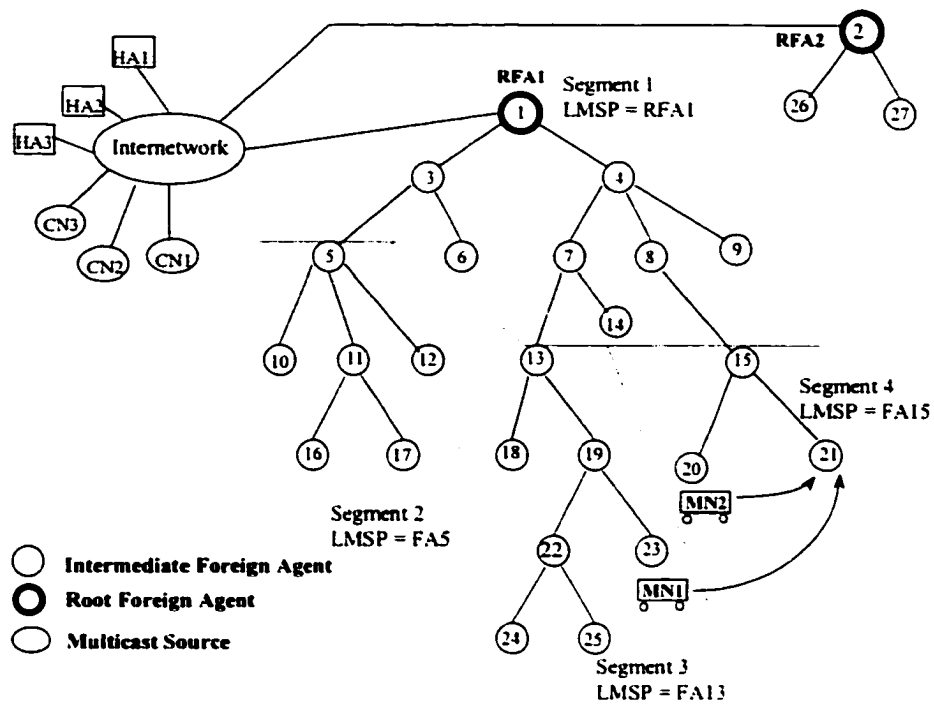 HA1
HA2
HA3
Internetwork
CN3
CN2
CN1
RFA2
2
26
27
RFA1
Segment 1
LMSP = RFA1
1
3
4
5
6
7
8
9
10
11
12
14
13
15
Segment 4
LMSP = FA15
16
17
18
19
20
21
MN2
Segment 2
LMSP = FA5
22
23
MN1
24
25
Segment 3
LMSP = FA13
Intermediate Foreign Agent
Root Foreign Agent
Multicast Source